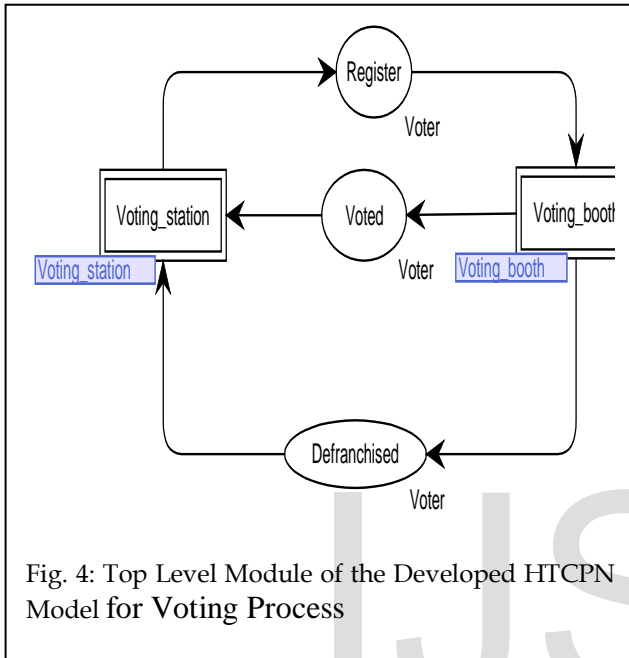 Register
Voter
Voting_station
Voted
Voting_booth
Voting_station
Voter
Voting_booth
Defranchised
Voter
IJS
Fig. 4: Top Level Module of the Developed HTCPN
Model for Voting Process